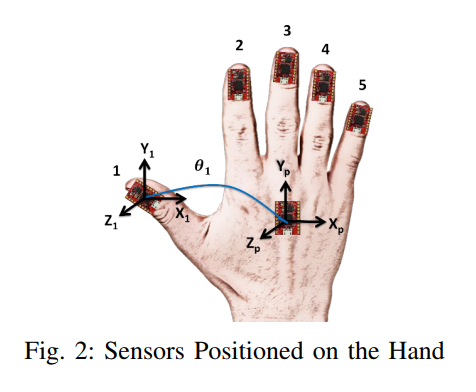 3
2
4
5
Y1
1
θ1
Yp
X1
Z1
Xp
Zp
Fig. 2: Sensors Positioned on the Hand